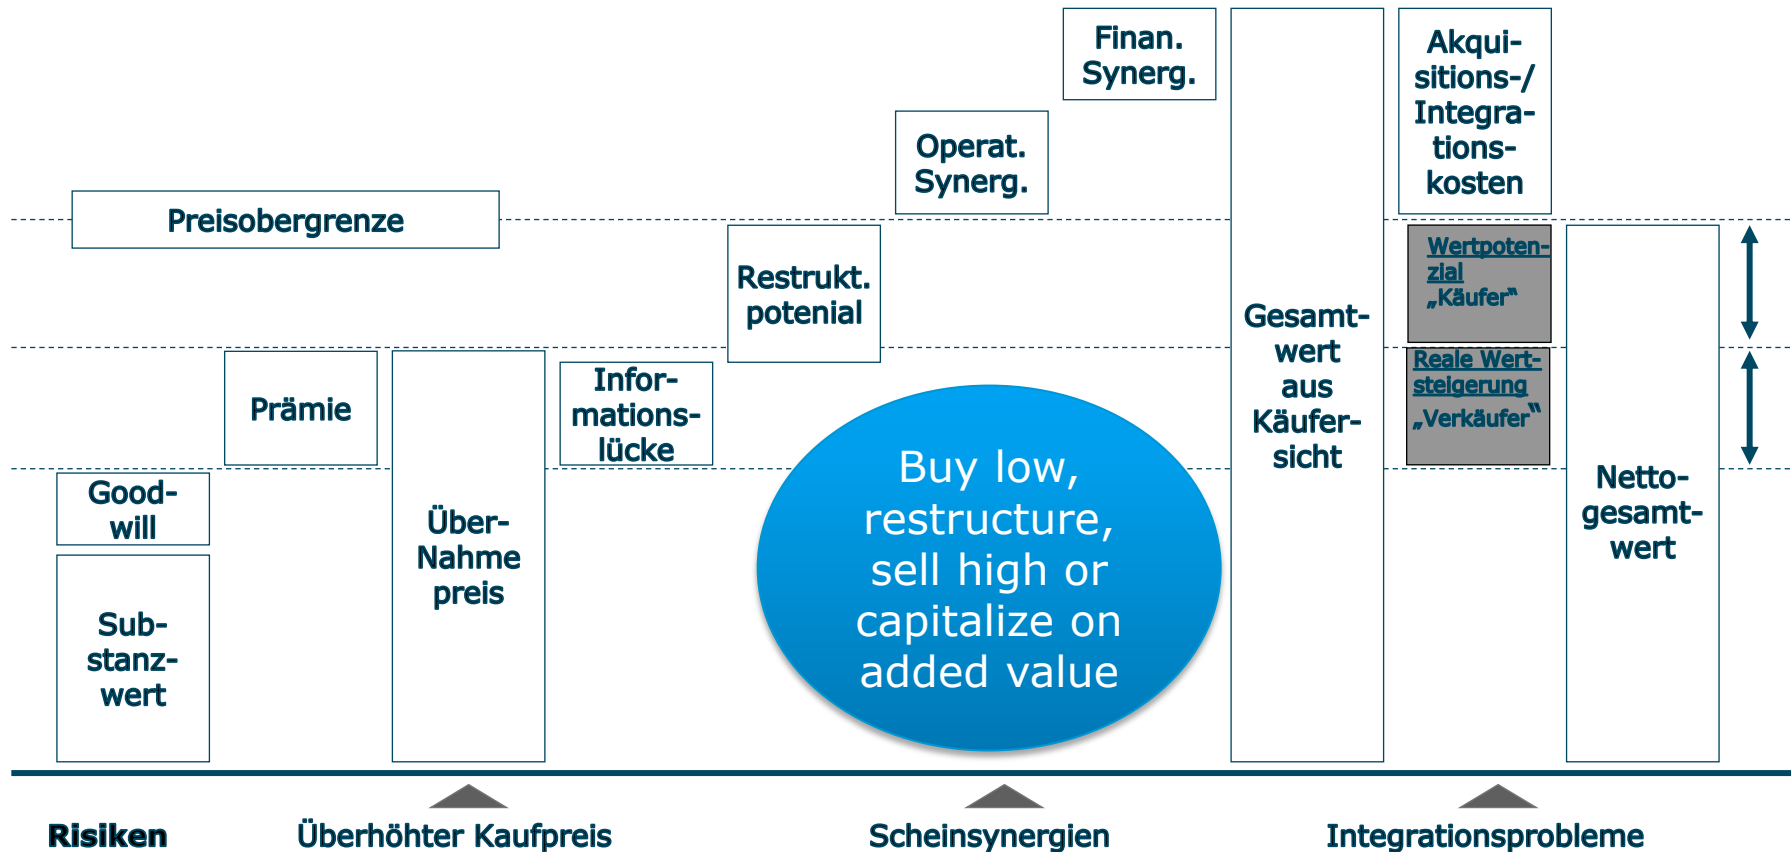 Finan.
Synerg.
Akqui-
sitions-/
Integra-
tions-
kosten
Operat.
Synerg.
Preisobergrenze
Restrukt.
potenial
Wertpoten-
zial
„Käufer“
Gesamt-
wert
aus
Käufer-
sicht
Prämie
Infor-
mations-
lücke
Reale Wert-
steigerung
„Verkäufer“
Good-
will
Über-
Nahme
preis
Buy low,
restructure,
sell high or
capitalize on
added value
Netto-
gesamt-
wert
Sub-
stanz-
wert
Risiken
Überhöhter Kaufpreis
Scheinsynergien
Integrationsprobleme